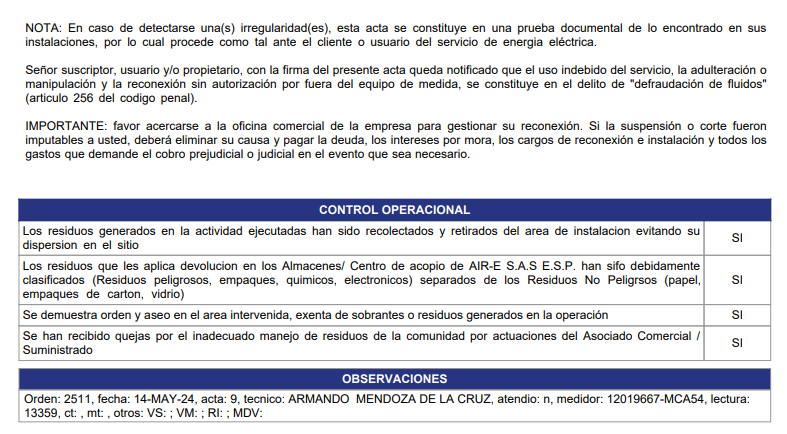 NOTA: En caso de detectarse una(s) irregularidad(es), esta acta se constituye en una prueba documental de lo encontrado en sus
instalaciones, por lo cual procede como tal ante el cliente o usuario del servicio de energia eléctrica.
Señor suscriptor, usuario y/o propietario, con la firma del presente acta queda notificado que el uso indebido del servicio, la adulteración o
manipulación y la reconexión sin autorización por fuera del equipo de medida, se constituye en el delito de "defraudación de fluidos"
(articulo 256 del codigo penal).
IMPORTANTE: favor acercarse a la oficina comercial de la empresa para gestionar su reconexión. Si la suspensión o corte fueron
imputables a usted, deberá eliminar su causa y pagar la deuda, los intereses por mora, los cargos de reconexión e instalación y todos los
gastos que demande el cobro prejudicial o judicial en el evento que sea necesario.
CONTROL OPERACIONAL
Los residuos generados en la actividad ejecutadas han sido recolectados y retirados del area de instalacion evitando su
dispersion en el sitio
SI
Los residuos que les aplica devolucion en los Almacenes/ Centro de acopio de AIR-E S.A.S E.S.P. han sifo debidamente
clasificados (Residuos peligrosos, empaques, quimicos, electronicos) separados de los Residuos No Peligrsos (papel,
empaques de carton, vidrio)
SI
Se demuestra orden y aseo en el area intervenida, exenta de sobrantes o residuos generados en la operación
SI
Se han recibido quejas por el inadecuado manejo de residuos de la comunidad por actuaciones del Asociado Comercial /
Suministrado
SI
OBSERVACIONES
Orden: 2511, fecha: 14-MAY-24, acta: 9, tecnico: ARMANDO MENDOZA DE LA CRUZ, atendio: n, medidor: 12019667-MCA54, lectura:
13359, ct: , mt: , otros: VS: ; VM: ; RI: ; MDV: